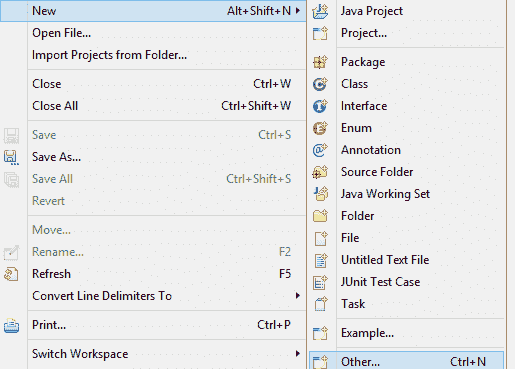 New Alt+Shift+N
Open File...
Import Projects from Folder...
Close Ctrl+W
Close All Ctrl+Shift+W
Save Ctrl+S
Save As...
Save All Ctrl+Shift+S
Revert
Move...
Rename... F2
Refresh F5
Convert Line Delimiters To
Print... Ctrl+P
Switch Workspace
Java Project
Project...
Package
Class
Interface
Enum
Annotation
Source Folder
Java Working Set
Folder
File
Untitled Text File
JUnit Test Case
Task
Example...
Other... Ctrl+N